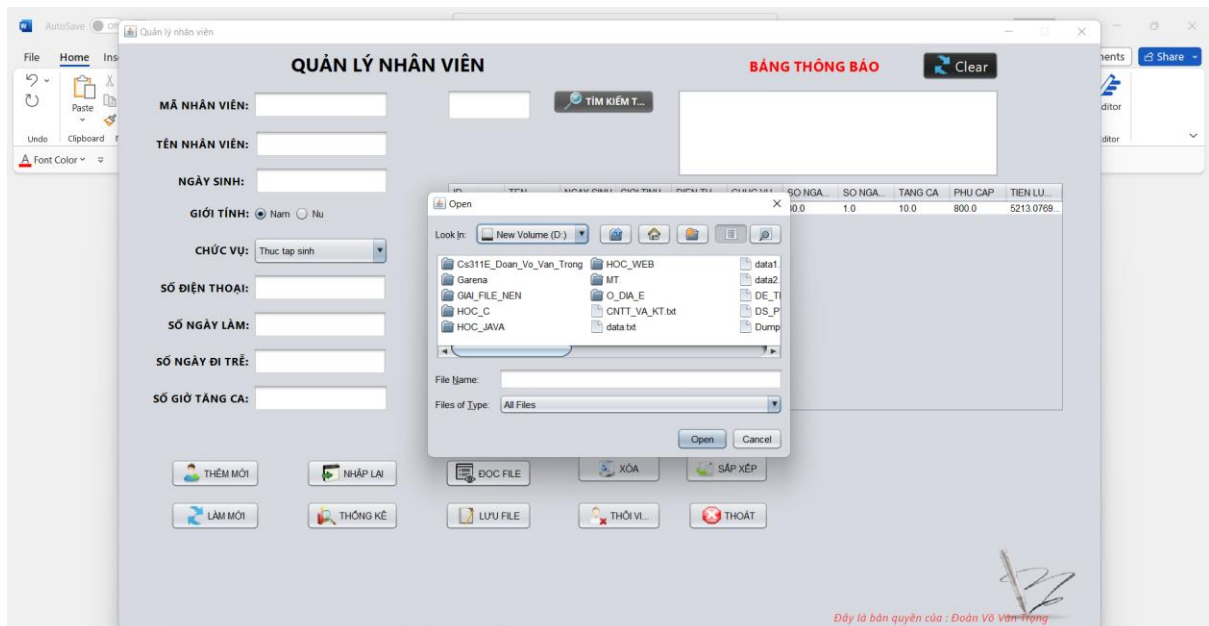 AutoSave Off
Quản lý nhân viên
File Home Ins
Share
Paste
Undo Clipboard
Font Color
QUẢN LÝ NHÂN VIÊN
BẢNG THÔNG BÁO
Clear
MÃ NHÂN VIÊN:
TÌM KIẾM T...
TÊN NHÂN VIÊN:
NGÀY SINH:
GIỚI TÍNH: Nam Nu
CHỨC VỤ: Thuc tap sinh
SỐ ĐIỆN THOẠI:
SỐ NGÀY LÀM:
SỐ NGÀY ĐI TRỄ:
SỐ GIỜ TĂNG CA:
SO NGA... SO NGA... TANG CA PHU CAP TIEN LU...
1.0 10.0 800.0 5213.0769...
Open
Look In: New Volume (D:)
Cs311E_Doan_Vo_Van_Trong HOC_WEB data1.
Garena MT data2.
GIAI_FILE_NEN O_DIA_E DE_TI
HOC_C CNTT_VA_KT.txt DS_P
HOC_JAVA data.txt Dump
File Name:
Files of Type: All Files
Open Cancel
THÊM MỚI NHẬP LẠI ĐỌC FILE XÓA SẮP XẾP
LÀM MỚI THỐNG KÊ LƯU FILE THÔI VI... THOÁT
Đây là bản quyền của : Đoàn Võ Văn Trọng